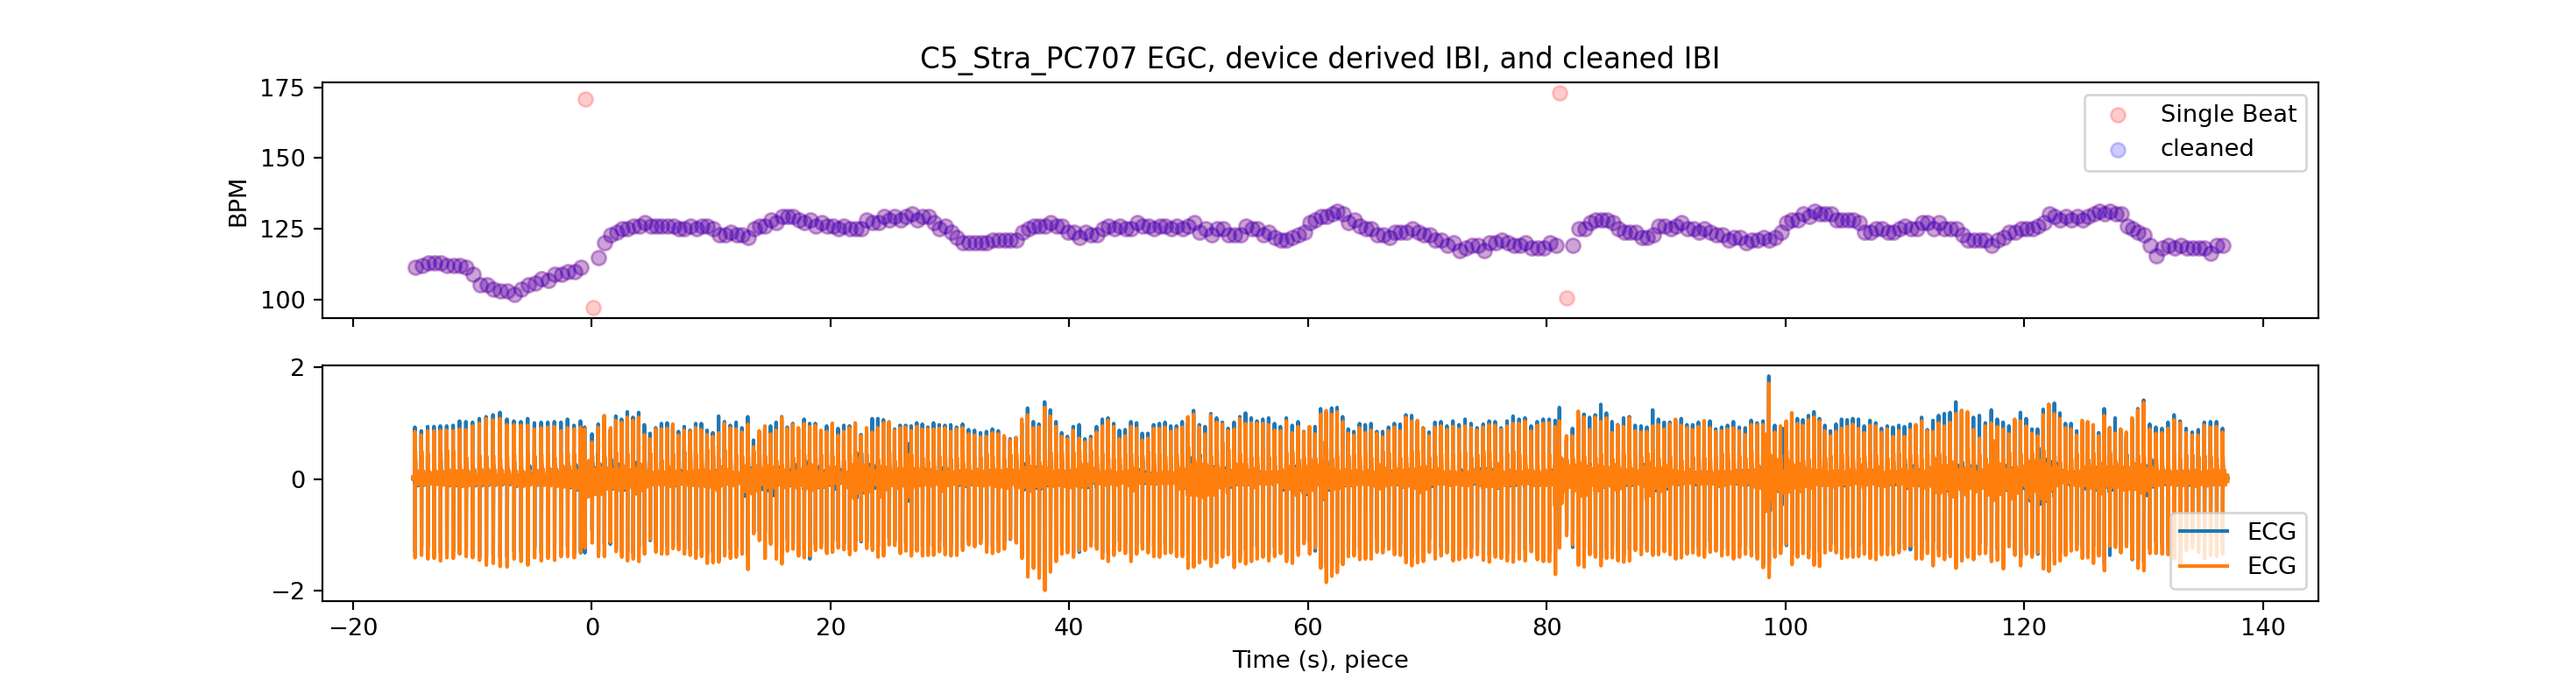 C5_Stra_PC707 EGC, device derived IBI, and cleaned IBI
175
150
125
100
BPM
Single Beat
cleaned
2
0
−2
ECG
ECG
−20
0
20
40
60
80
100
120
140
Time (s), piece